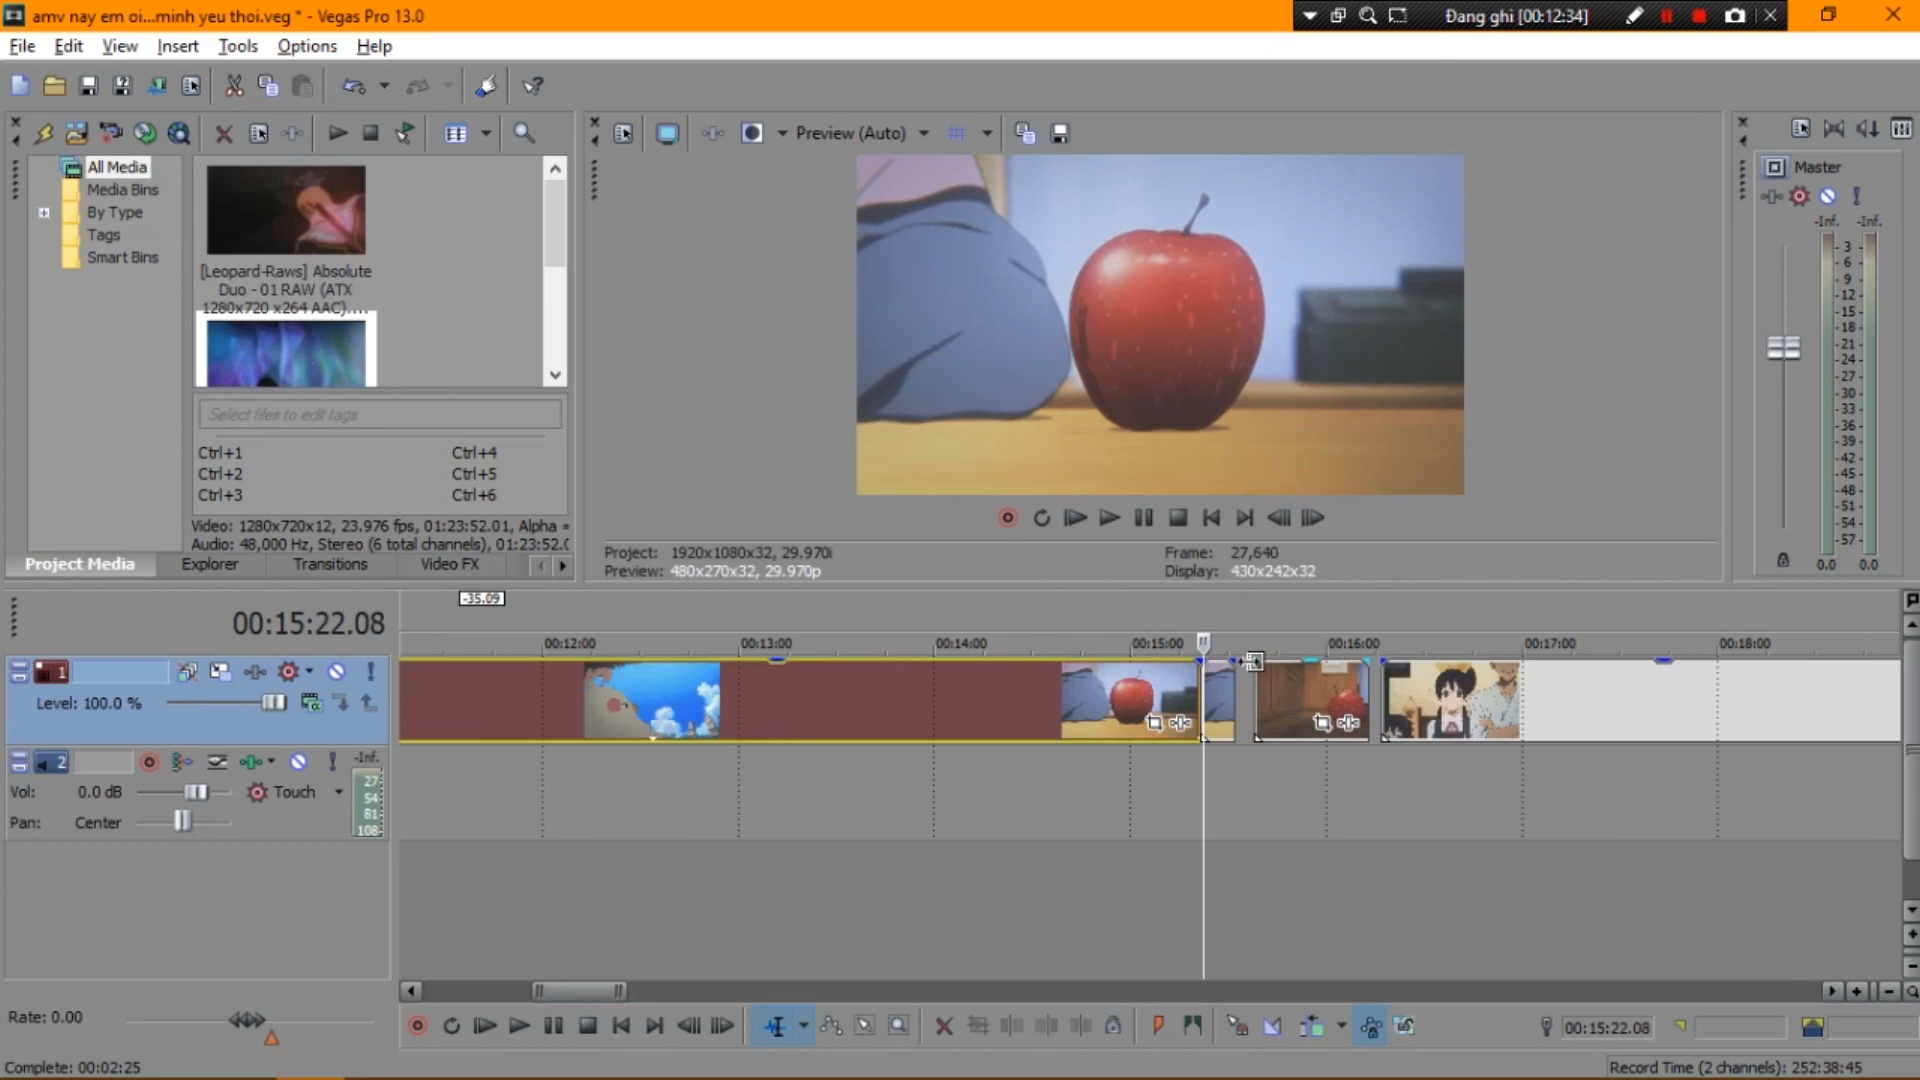 amv nay em oi...minh yeu thoi.veg * - Vegas Pro 13.0
Đang ghi [00:12:34]
File Edit View Insert Tools Options Help
Preview (Auto)
All Media
Media Bins
By Type
Tags
Smart Bins
[Leopard-Raws] Absolute
Duo - 01 RAW (ATX
1280x720 x264 AAC)....
Select files to edit tags
Ctrl+1 Ctrl+4
Ctrl+2 Ctrl+5
Ctrl+3 Ctrl+6
Video: 1280x720x12, 23.976 fps, 01:23:52.01, Alpha =
Audio: 48,000 Hz, Stereo (6 total channels), 01:23:52.0
Project Media Explorer Transitions Video FX
Project: 1920x1080x32, 29.970i
Preview: 480x270x32, 29.970p
Frame: 27,640
Display: 430x242x32
Master
-Inf. -Inf.
- 3 -
- 6 -
- 9 -
-12-
-15-
-18-
-21-
-24-
-27-
-30-
-33-
-36-
-39-
-42-
-45-
-48-
-51-
-54-
-57-
0.0 0.0
-35.09
00:15:22.08
00:12:00 00:13:00 00:14:00 00:15:00 00:16:00 00:17:00 00:18:00
1
Level: 100.0 %
2
-Inf.
Vol: 0.0 dB Touch
Pan: Center
27
54
81
108
Rate: 0.00
00:15:22.08
Complete: 00:02:25
Record Time (2 channels): 252:38:45